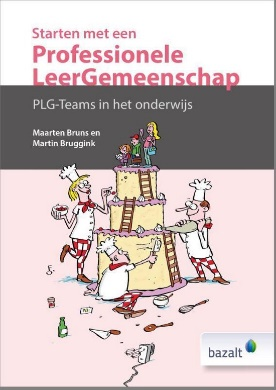 Starten met een
Professionele
LeerGemeenschap
PLG-Teams in het onderwijs
Maarten Bruns en
Martin Bruggink
bazalt